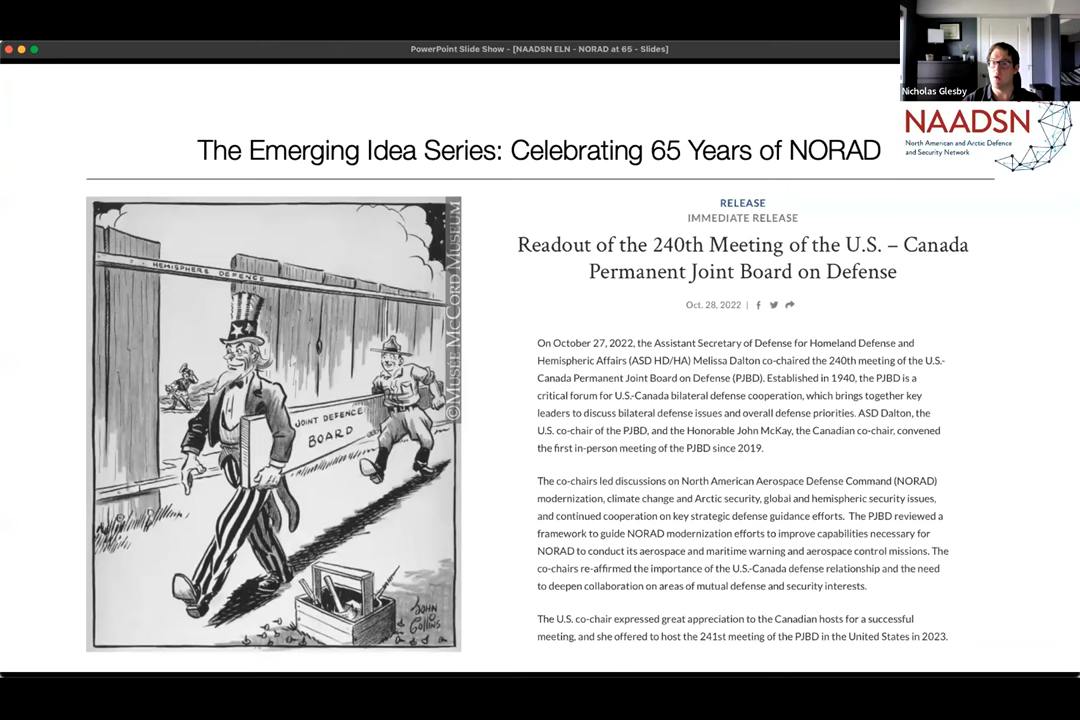 PowerPoint Slide Show - [NAADSN ELN - NORAD at 65 - Slides]
Nicholas Glesby
NAADSN
North American and Arctic Defence
and Security Network
The Emerging Idea Series: Celebrating 65 Years of NORAD
HEMISPHERE DEFENCE
JOINT DEFENCE
BOARD
JOHN
COLLINS
© MUSÉE MCCORD MUSEUM
RELEASE
IMMEDIATE RELEASE
Readout of the 240th Meeting of the U.S. – Canada
Permanent Joint Board on Defense
Oct. 28, 2022 |
On October 27, 2022, the Assistant Secretary of Defense for Homeland Defense and
Hemispheric Affairs (ASD HD/HA) Melissa Dalton co-chaired the 240th meeting of the U.S.-
Canada Permanent Joint Board on Defense (PJBD). Established in 1940, the PJBD is a
critical forum for U.S.-Canada bilateral defense cooperation, which brings together key
leaders to discuss bilateral defense issues and overall defense priorities. ASD Dalton, the
U.S. co-chair of the PJBD, and the Honorable John McKay, the Canadian co-chair, convened
the first in-person meeting of the PJBD since 2019.
The co-chairs led discussions on North American Aerospace Defense Command (NORAD)
modernization, climate change and Arctic security, global and hemispheric security issues,
and continued cooperation on key strategic defense guidance efforts. The PJBD reviewed a
framework to guide NORAD modernization efforts to improve capabilities necessary for
NORAD to conduct its aerospace and maritime warning and aerospace control missions. The
co-chairs re-affirmed the importance of the U.S.-Canada defense relationship and the need
to deepen collaboration on areas of mutual defense and security interests.
The U.S. co-chair expressed great appreciation to the Canadian hosts for a successful
meeting, and she offered to host the 241st meeting of the PJBD in the United States in 2023.